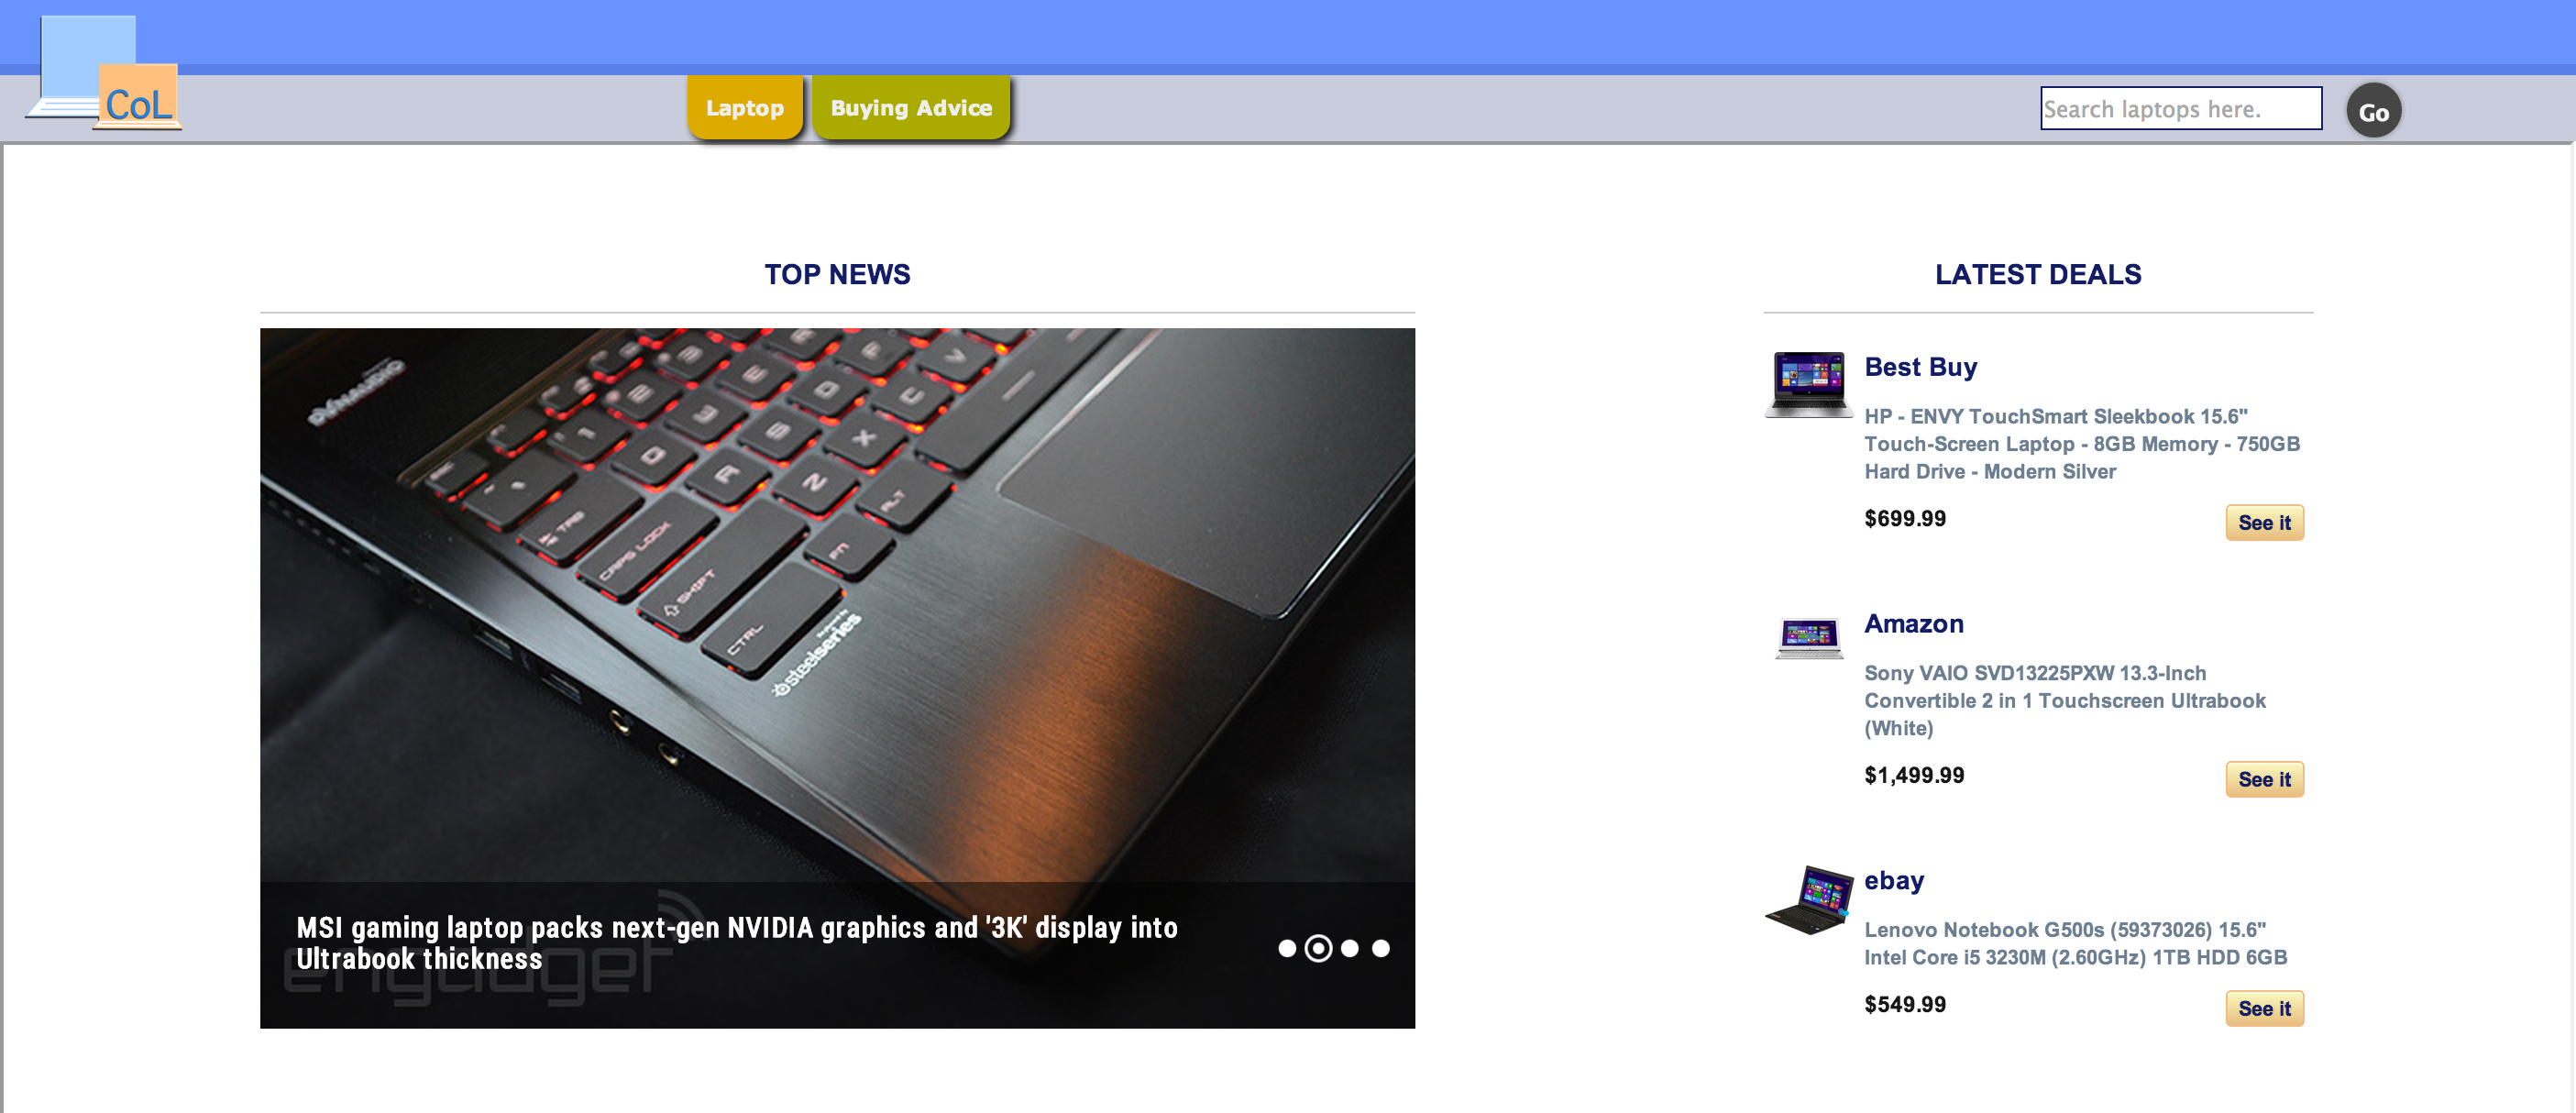 CoL
Laptop
Buying Advice
Search laptops here.
Go
TOP NEWS
DYNAUDIO
ESC
TAB
CAPS LOCK
SHIFT
CTRL
FN
ALT
Q
A
Z
S
X
C
V
steelseries
engadget
MSI gaming laptop packs next-gen NVIDIA graphics and '3K' display into
Ultrabook thickness
LATEST DEALS
Best Buy
HP - ENVY TouchSmart Sleekbook 15.6"
Touch-Screen Laptop - 8GB Memory - 750GB
Hard Drive - Modern Silver
$699.99
See it
Amazon
Sony VAIO SVD13225PXW 13.3-Inch
Convertible 2 in 1 Touchscreen Ultrabook
(White)
$1,499.99
See it
ebay
Lenovo Notebook G500s (59373026) 15.6"
Intel Core i5 3230M (2.60GHz) 1TB HDD 6GB
$549.99
See it